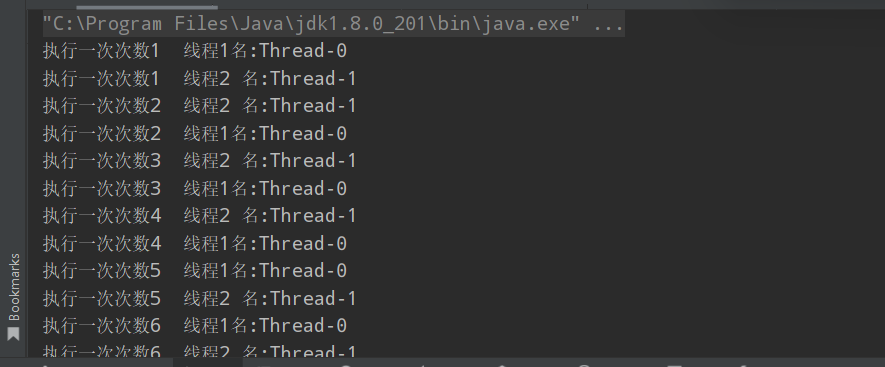 "C:\Program Files\Java\jdk1.8.0_201\bin\java.exe" ...
执行一次次数1  线程1名:Thread-0
执行一次次数1  线程2 名:Thread-1
执行一次次数2  线程2 名:Thread-1
执行一次次数2  线程1名:Thread-0
执行一次次数3  线程2 名:Thread-1
执行一次次数3  线程1名:Thread-0
执行一次次数4  线程2 名:Thread-1
执行一次次数4  线程1名:Thread-0
执行一次次数5  线程1名:Thread-0
执行一次次数5  线程2 名:Thread-1
执行一次次数6  线程1名:Thread-0
执行一次次数6  线程2 名:Thread-1
Bookmarks